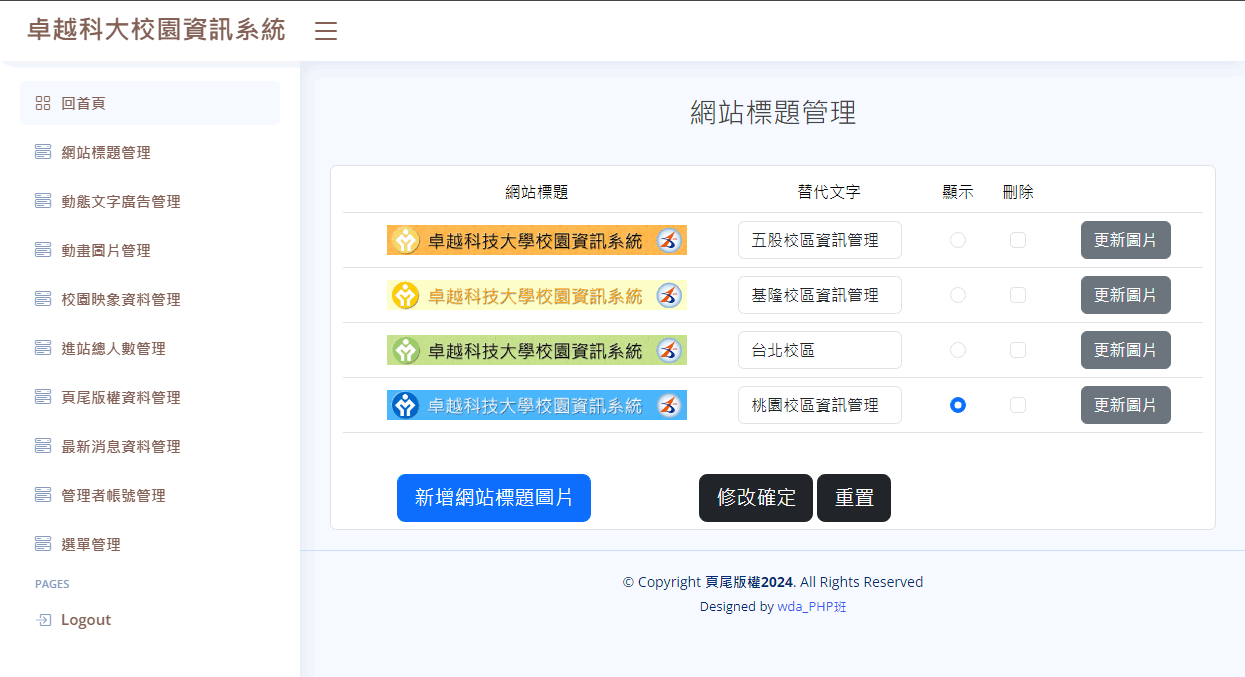 卓越科大校園資訊系統
回首頁
網站標題管理
動態文字廣告管理
動畫圖片管理
校園映象資料管理
進站總人數管理
頁尾版權資料管理
最新消息資料管理
管理者帳號管理
選單管理
PAGES
Logout
網站標題管理
網站標題 替代文字 顯示 刪除
卓越科技大學校園資訊系統 五股校區資訊管理 更新圖片
卓越科技大學校園資訊系統 基隆校區資訊管理 更新圖片
卓越科技大學校園資訊系統 台北校區 更新圖片
卓越科技大學校園資訊系統 桃園校區資訊管理 更新圖片
新增網站標題圖片 修改確定 重置
© Copyright 頁尾版權2024. All Rights Reserved
Designed by wda_PHP班